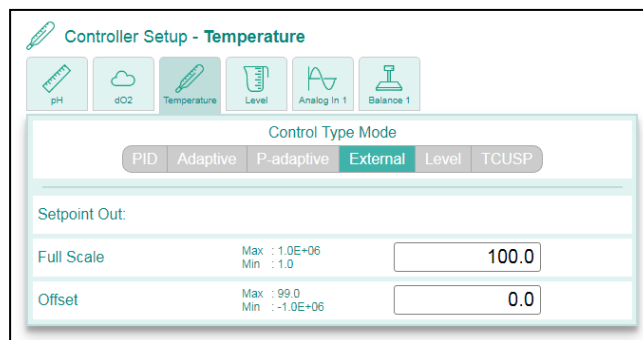 Controller Setup - Temperature
pH dO2 Temperature Level Analog In 1 Balance 1
Control Type Mode
PID Adaptive P-adaptive External Level TCUSP
Setpoint Out:
Full Scale Max : 1.0E+06 100.0
Min : 1.0
Offset Max : 99.0 0.0
Min : -1.0E+06